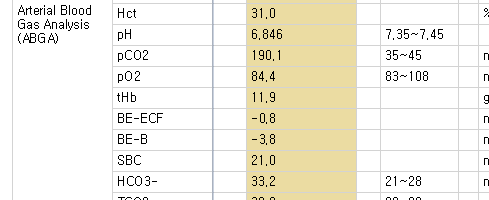 Arterial Blood
Gas Analysis
(ABGA)
Hct 31.0
pH 6.846 7.35~7.45
pCO2 190.1 35~45
pO2 84.4 83~108
tHb 11.9
BE-ECF -0.8
BE-B -3.8
SBC 21.0
HCO3- 33.2 21~28